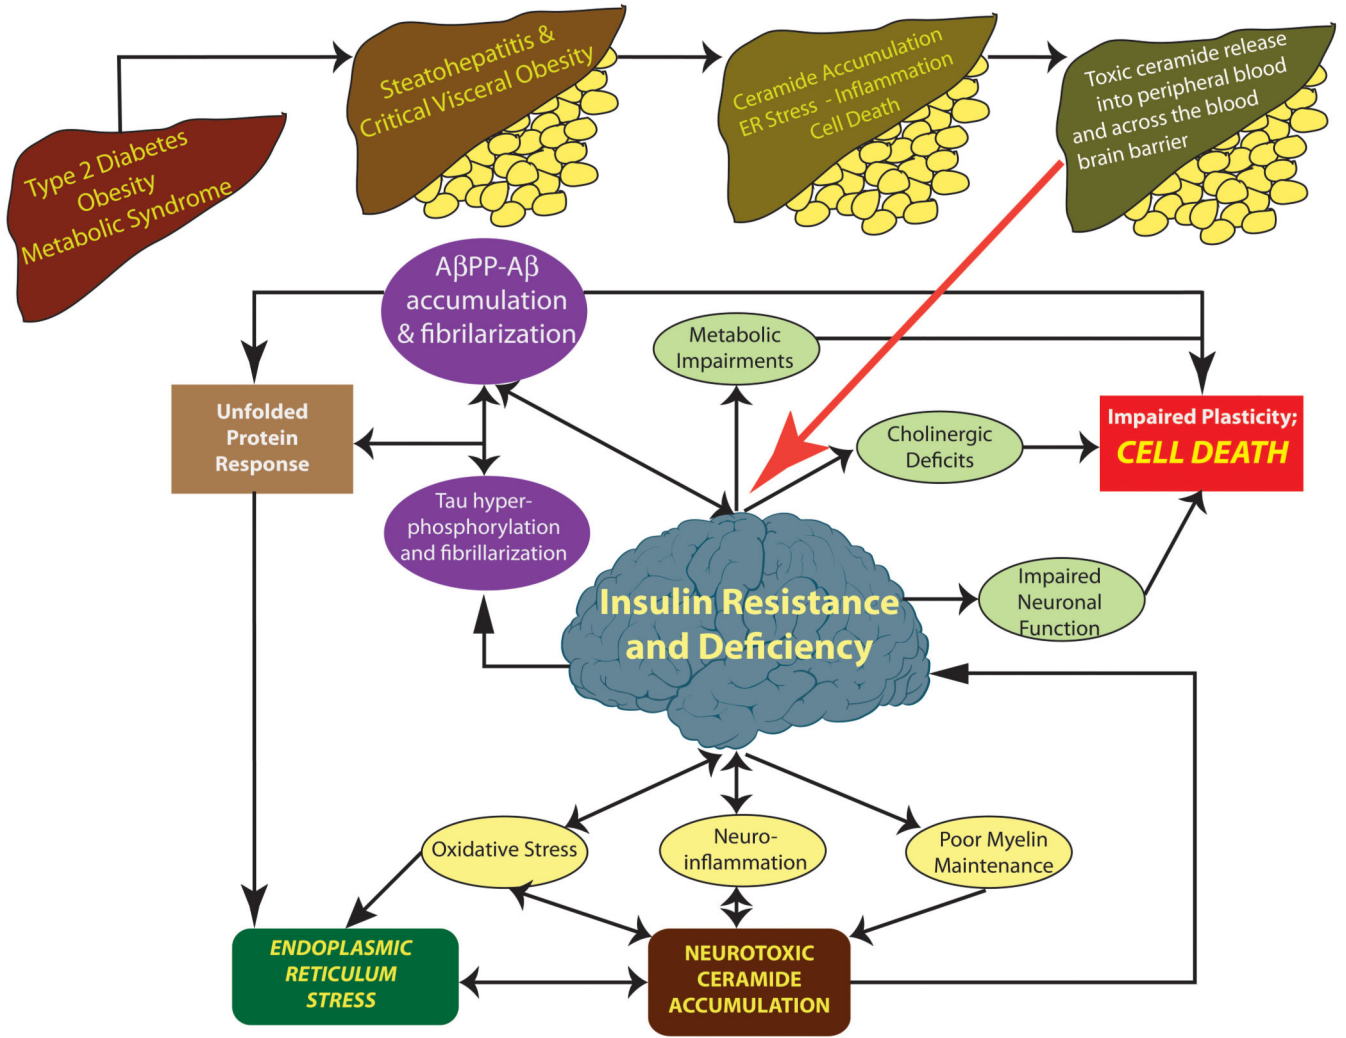 Type 2 Diabetes
Obesity
Metabolic Syndrome
Steatohepatitis &
Critical Visceral Obesity
Ceramide Accumulation
ER Stress - Inflammation
Cell Death
Toxic ceramide release
into peripheral blood
and across the blood
brain barrier
AβPP-Aβ
accumulation
& fibrilarization
Metabolic
Impairments
Unfolded
Protein
Response
Cholinergic
Deficits
Impaired Plasticity;
CELL DEATH
Tau hyper-
phosphorylation
and fibrillarization
Insulin Resistance
and Deficiency
Impaired
Neuronal
Function
Oxidative Stress
Neuro-
inflammation
Poor Myelin
Maintenance
ENDOPLASMIC
RETICULUM
STRESS
NEUROTOXIC
CERAMIDE
ACCUMULATION